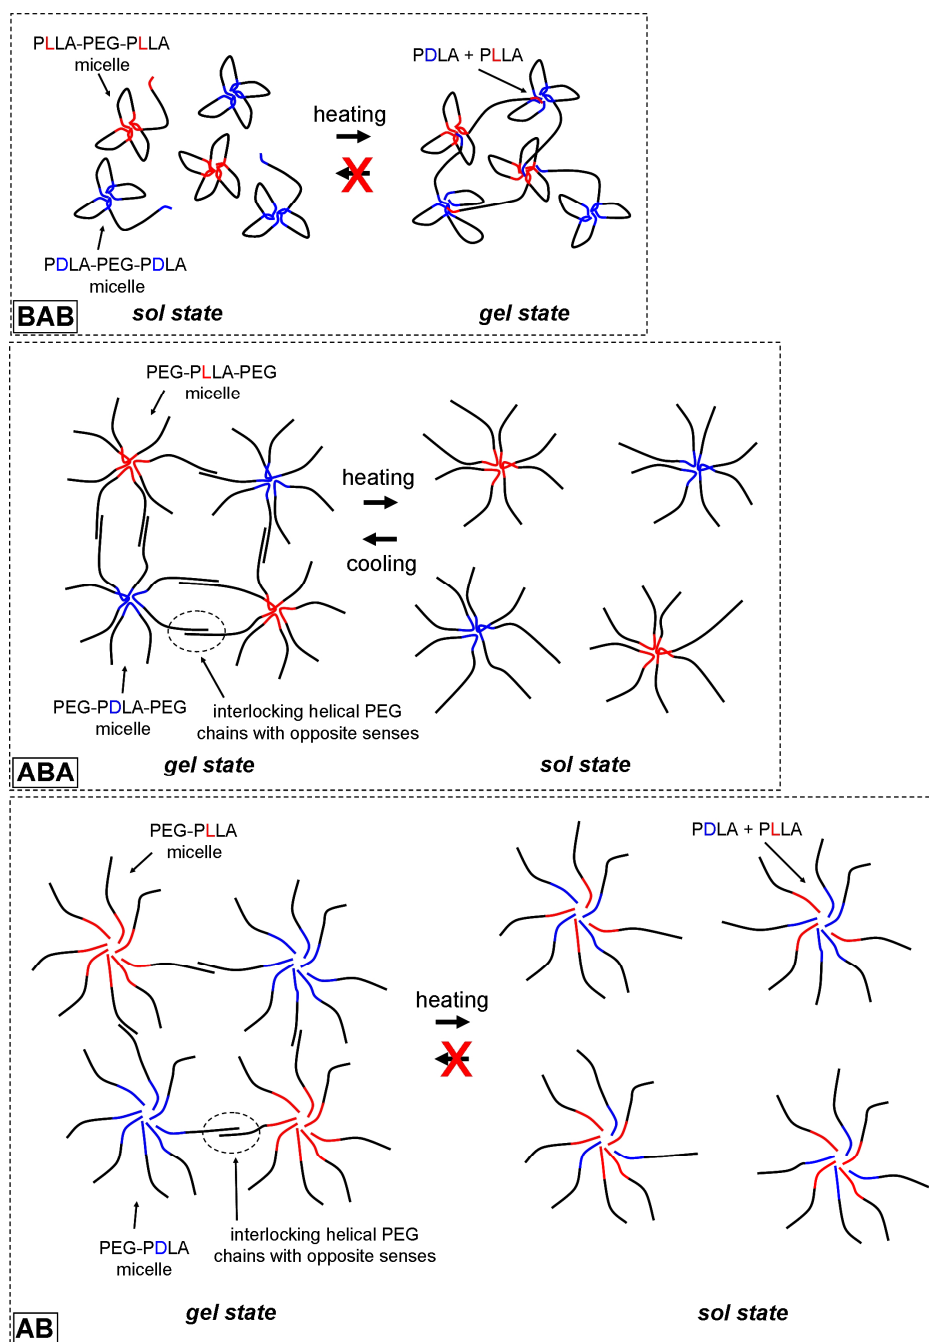 PLLA-PEG-PLLA
micelle
PDLA + PLLA
heating
X
PDLA-PEG-PDLA
micelle
BAB
sol state
gel state
PEG-PLLA-PEG
micelle
heating
cooling
PEG-PDLA-PEG
micelle
interlocking helical PEG
chains with opposite senses
gel state
sol state
ABA
PEG-PLLA
micelle
PDLA + PLLA
heating
X
PEG-PDLA
micelle
interlocking helical PEG
chains with opposite senses
gel state
sol state
AB